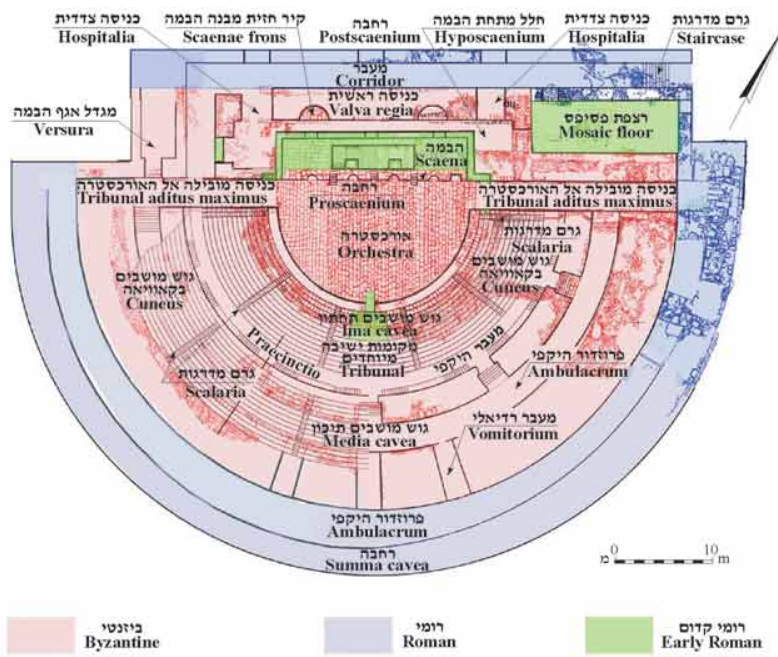 כניסה צדדית
Hospitalia
קיר חזית מבנה הבמה
Scaenae frons
רחבה
Postscaenium
חלל מתחת הבמה
Hyposcaenium
כניסה צדדית
Hospitalia
גרם מדרגות
Staircase
מעבר
Corridor
כניסה ראשית
Valva regia
מגדל אגף הבמה
Versura
רצפת פסיפס
Mosaic floor
הבמה
Scaena
כניסה מובילה אל האורכסטרה
Tribunal aditus maximus
רחבה
Proscaenium
כניסה מובילה אל האורכסטרה
Tribunal aditus maximus
אורכסטרה
Orchestra
גרם מדרגות
Scalaria
גוש מושבים
בקאוויאה
Cuneus
גוש מושבים
בקאוויאה
Cuneus
גוש מושבים תחתון
Ima cavea
מקומות ישיבה
מיוחדים
Tribunal
Praecinctio
מעבר היקפי
גרם מדרגות
Scalaria
פרוזדור היקפי
Ambulacrum
גוש מושבים תיכון
Media cavea
מעבר רדיאלי
Vomitorium
פרוזדור היקפי
Ambulacrum
רחבה
Summa cavea
מ 0 10 m
ביזנטי
Byzantine
רומי
Roman
רומי קדום
Early Roman